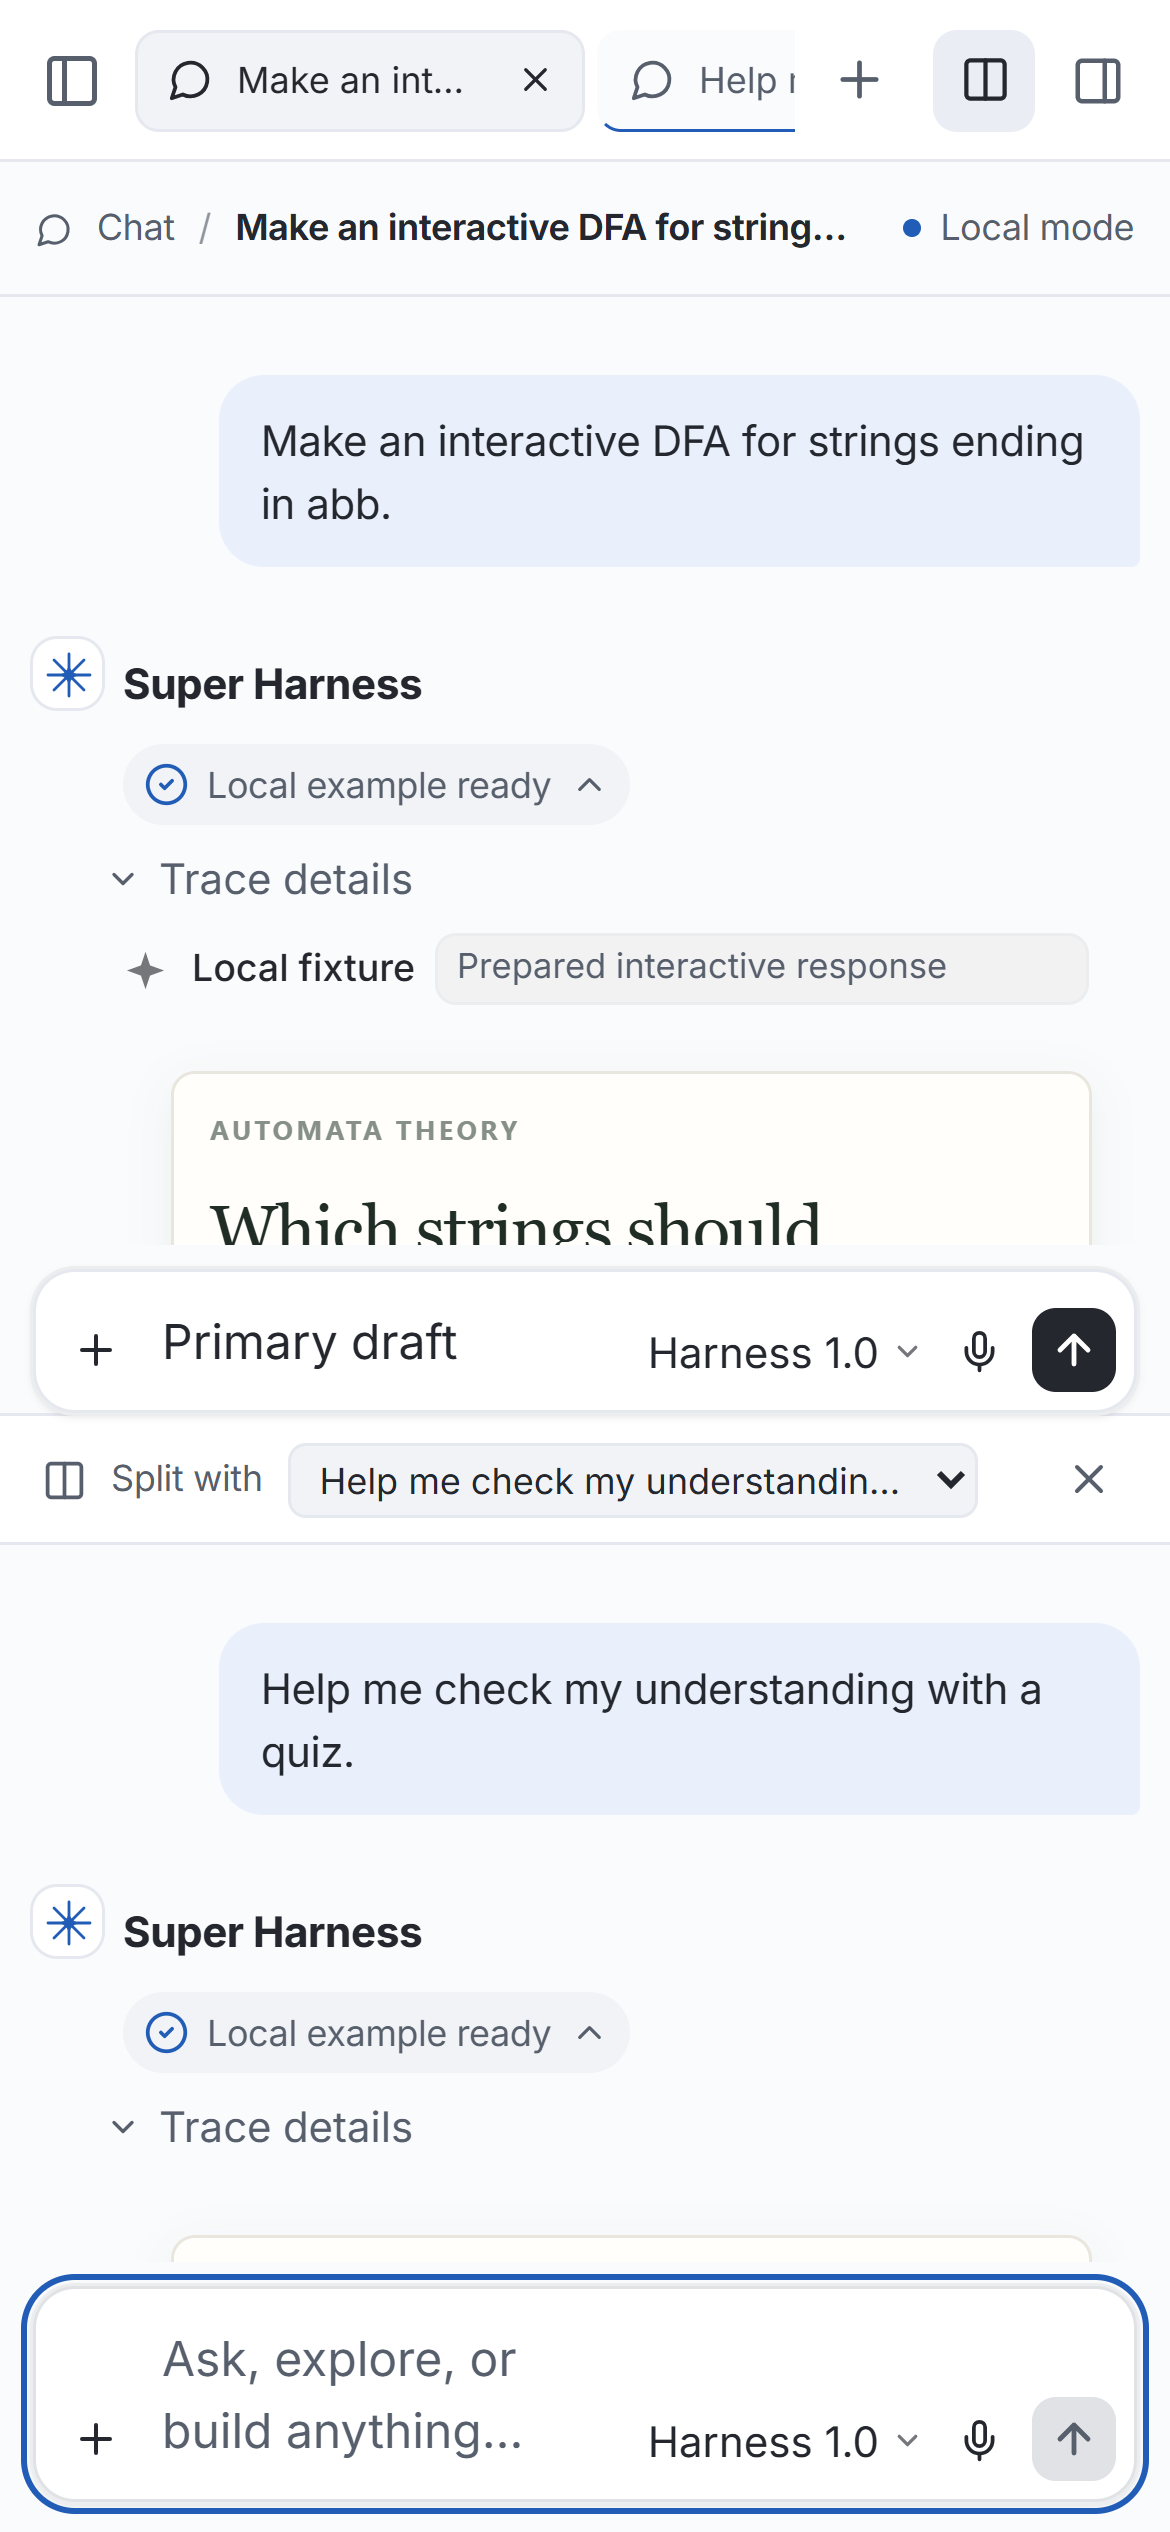 Make an int...
Help
Chat / Make an interactive DFA for string...
Local mode
Make an interactive DFA for strings ending
in abb.
Super Harness
Local example ready
Trace details
Local fixture
Prepared interactive response
AUTOMATA THEORY
Which strings should
Primary draft
Harness 1.0
Split with
Help me check my understandin...
Help me check my understanding with a
quiz.
Super Harness
Local example ready
Trace details
Ask, explore, or
build anything...
Harness 1.0